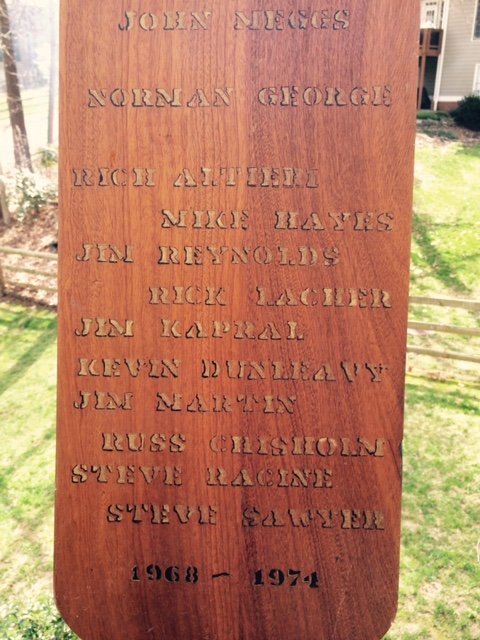 JOHN MEGGS
NORMAN GEORGE
RICH ALTIERI
MIKE HAYES
JIM REYNOLDS
RICK LACHER
JIM KAPRAL
KEVIN DUNLEAVY
JIM MARTIN
RUSS CHISHOLM
STEVE RACINE
STEVE SAWYER
1968 - 1974